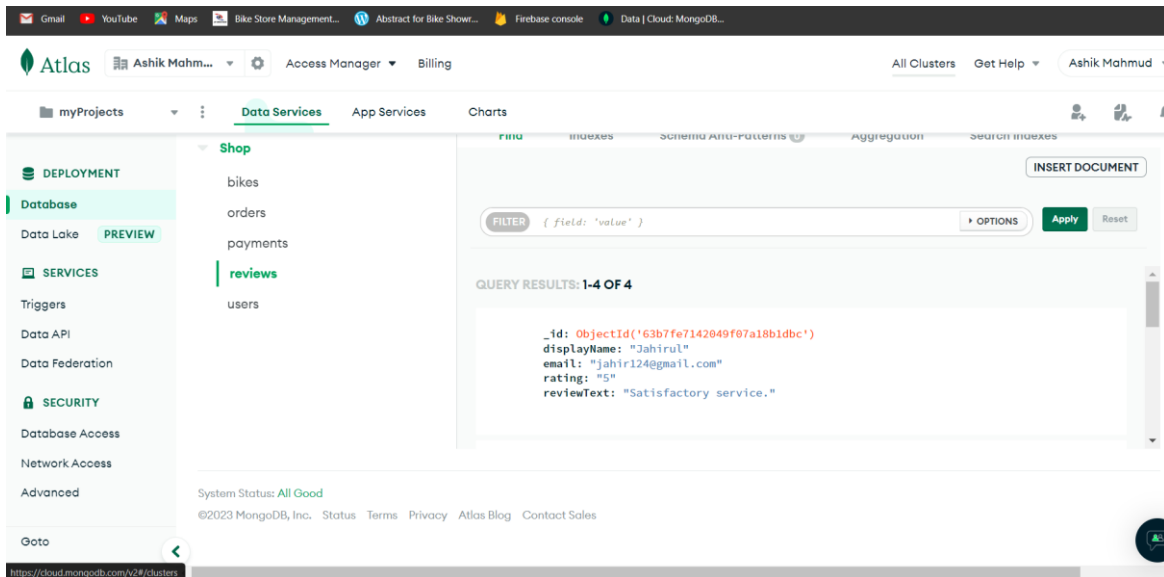 Gmail YouTube Maps Bike Store Management... Abstract for Bike Showr... Firebase console Data | Cloud: MongoDB...
Atlas Ashik Mahm... Access Manager Billing All Clusters Get Help Ashik Mahmud
myProjects Data Services App Services Charts
Find Indexes Schema Anti-Patterns 0 Aggregation Search Indexes
Shop
INSERT DOCUMENT
DEPLOYMENT
bikes
Database
orders
FILTER { field: 'value' } OPTIONS Apply Reset
Data Lake PREVIEW
payments
SERVICES
reviews
QUERY RESULTS: 1-4 OF 4
Triggers
users
Data API
_id: ObjectId('63b7fe7142049f07a18b1dbc')
displayName: "Jahirul"
Data Federation
email: "jahir124@gmail.com"
rating: "5"
reviewText: "Satisfactory service."
SECURITY
Database Access
Network Access
Advanced
System Status: All Good
©2023 MongoDB, Inc. Status Terms Privacy Atlas Blog Contact Sales
Goto
https://cloud.mongodb.com/v2#/clusters